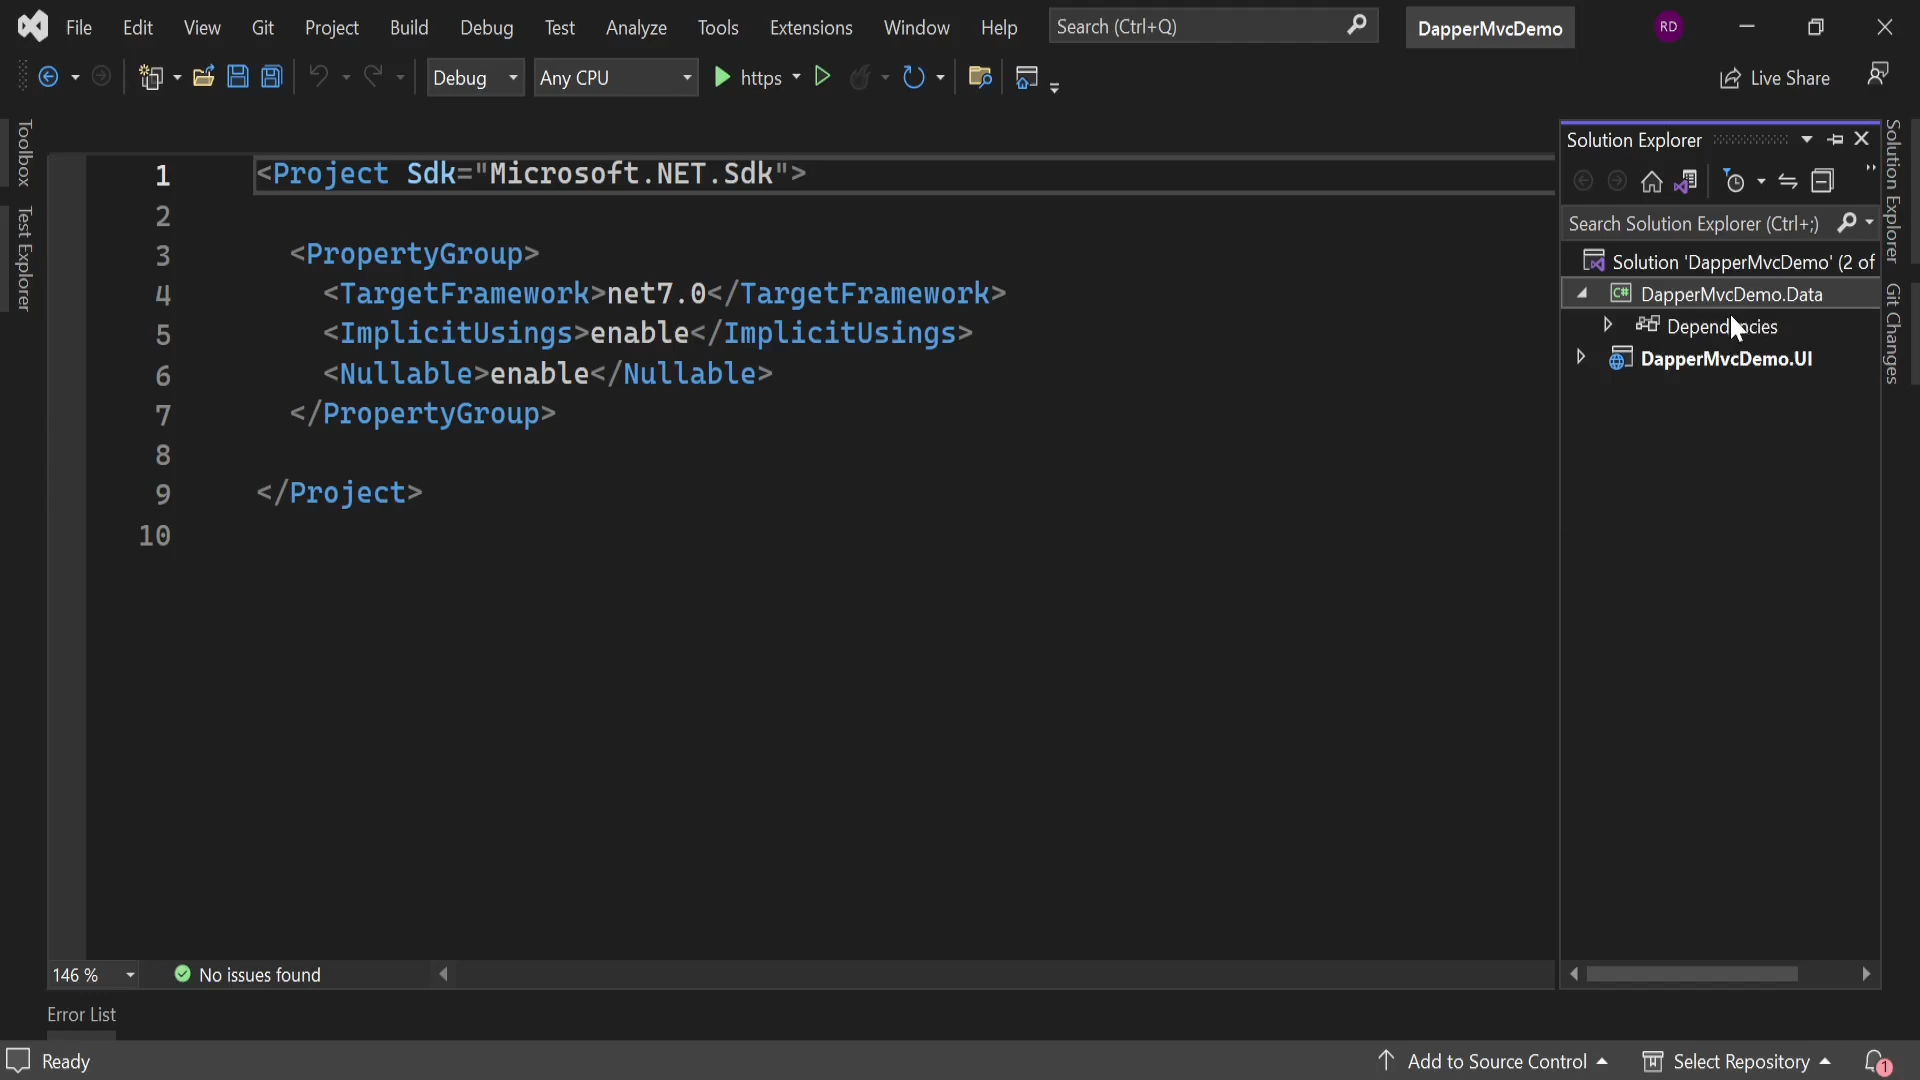 File Edit View Git Project Build Debug Test Analyze Tools Extensions Window Help Search (Ctrl+Q) DapperMvcDemo RD
Debug Any CPU https Live Share
Toolbox
Test Explorer
1 <Project Sdk="Microsoft.NET.Sdk">
2
3 <PropertyGroup>
4 <TargetFramework>net7.0</TargetFramework>
5 <ImplicitUsings>enable</ImplicitUsings>
6 <Nullable>enable</Nullable>
7 </PropertyGroup>
8
9 </Project>
10
146 % No issues found
Solution Explorer
Search Solution Explorer (Ctrl+;)
Solution 'DapperMvcDemo' (2 of
C# DapperMvcDemo.Data
Dependencies
DapperMvcDemo.UI
Solution Explorer
Git Changes
Error List
Ready Add to Source Control Select Repository 1